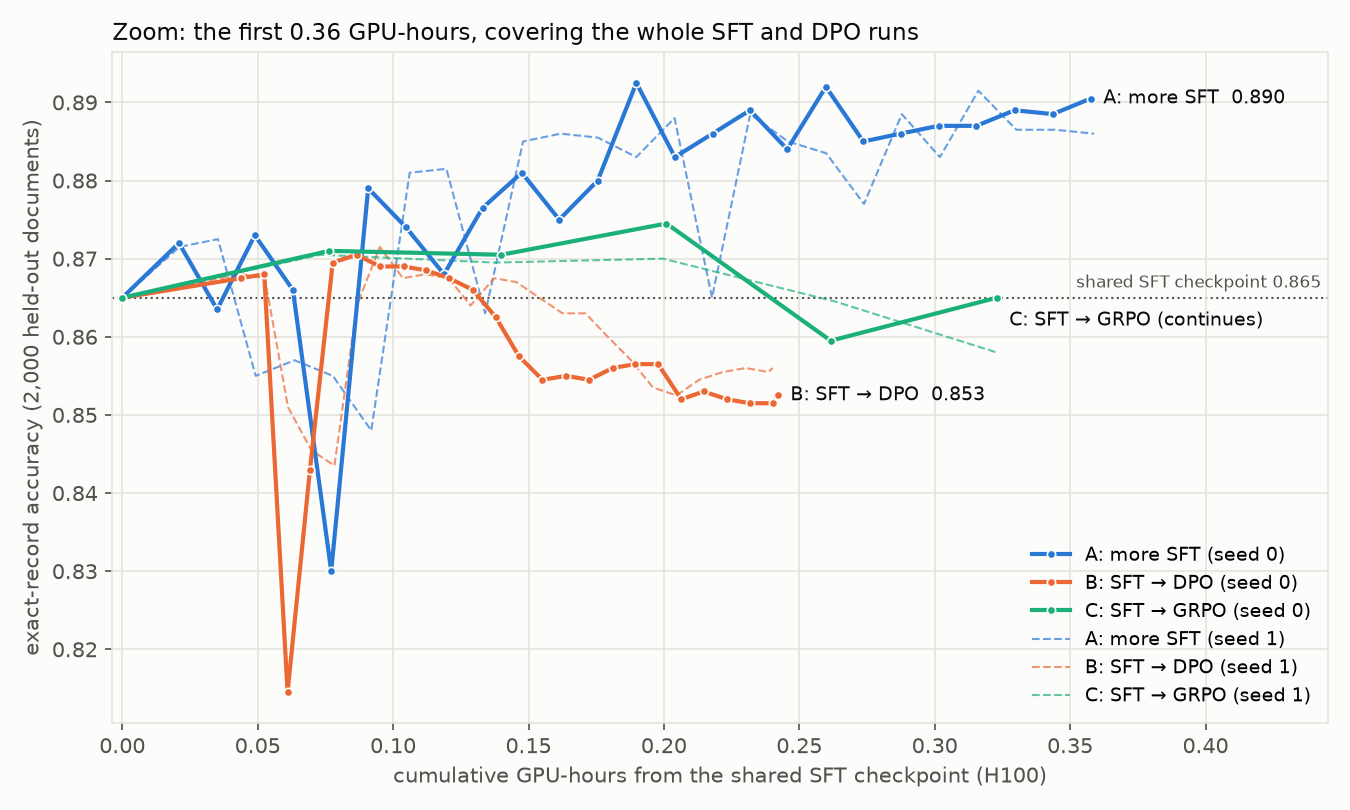 Zoom: the first 0.36 GPU-hours, covering the whole SFT and DPO runs
exact-record accuracy (2,000 held-out documents)
0.89
0.88
0.87
0.86
0.85
0.84
0.83
0.82
A: more SFT 0.890
shared SFT checkpoint 0.865
C: SFT → GRPO (continues)
B: SFT → DPO 0.853
A: more SFT (seed 0)
B: SFT → DPO (seed 0)
C: SFT → GRPO (seed 0)
A: more SFT (seed 1)
B: SFT → DPO (seed 1)
C: SFT → GRPO (seed 1)
0.00 0.05 0.10 0.15 0.20 0.25 0.30 0.35 0.40
cumulative GPU-hours from the shared SFT checkpoint (H100)